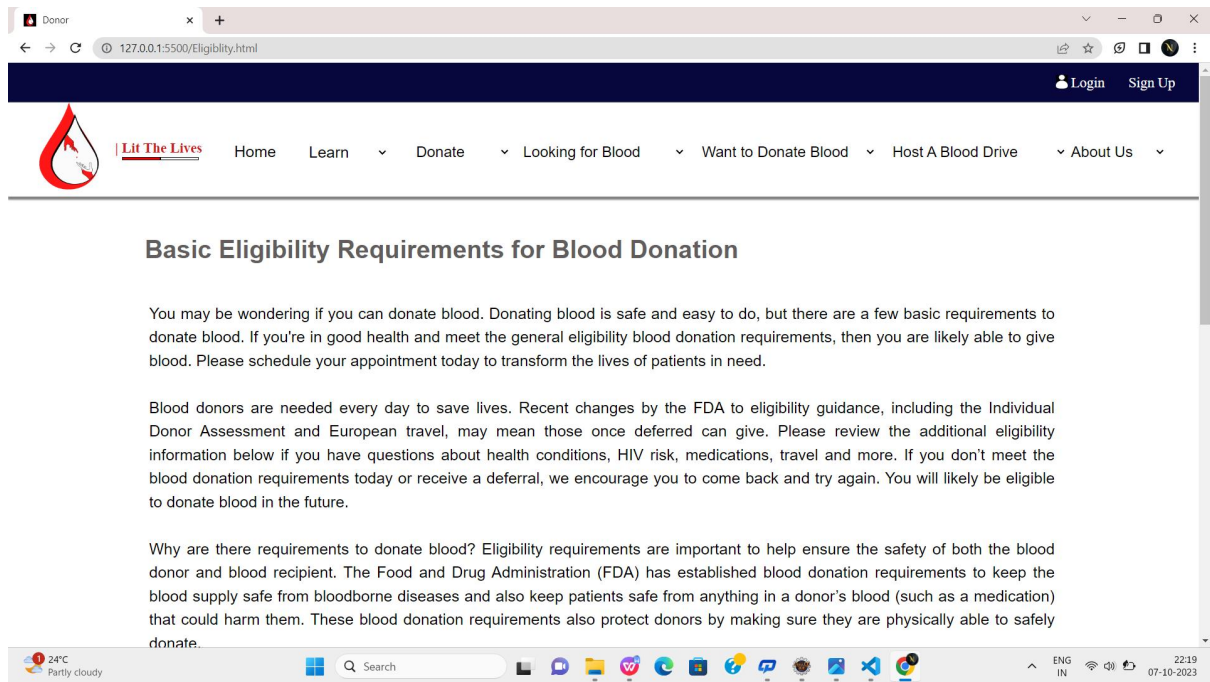 Donor
127.0.0.1:5500/Eligiblity.html
Login Sign Up
| Lit The Lives Home Learn Donate Looking for Blood Want to Donate Blood Host A Blood Drive About Us
Basic Eligibility Requirements for Blood Donation
You may be wondering if you can donate blood. Donating blood is safe and easy to do, but there are a few basic requirements to
donate blood. If you're in good health and meet the general eligibility blood donation requirements, then you are likely able to give
blood. Please schedule your appointment today to transform the lives of patients in need.
Blood donors are needed every day to save lives. Recent changes by the FDA to eligibility guidance, including the Individual
Donor Assessment and European travel, may mean those once deferred can give. Please review the additional eligibility
information below if you have questions about health conditions, HIV risk, medications, travel and more. If you don’t meet the
blood donation requirements today or receive a deferral, we encourage you to come back and try again. You will likely be eligible
to donate blood in the future.
Why are there requirements to donate blood? Eligibility requirements are important to help ensure the safety of both the blood
donor and blood recipient. The Food and Drug Administration (FDA) has established blood donation requirements to keep the
blood supply safe from bloodborne diseases and also keep patients safe from anything in a donor’s blood (such as a medication)
that could harm them. These blood donation requirements also protect donors by making sure they are physically able to safely
donate.
1
24°C
Partly cloudy
Search
ENG
IN
22:19
07-10-2023